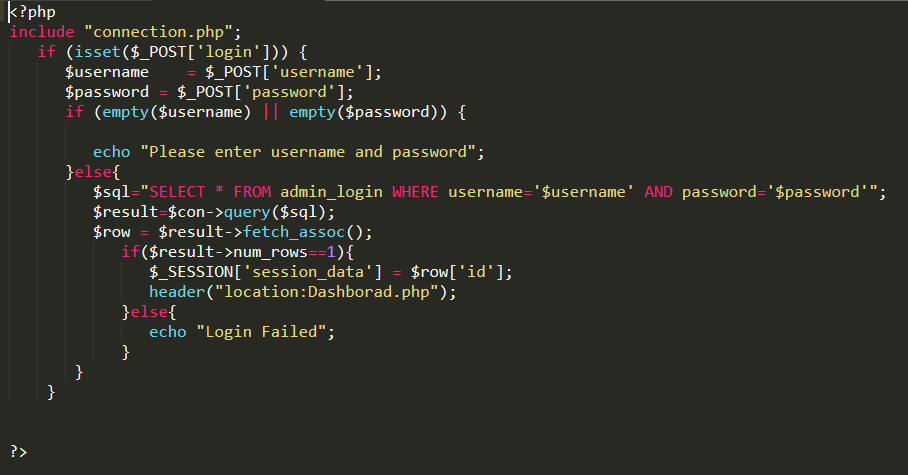 <?php
include "connection.php";
if (isset($_POST['login'])) {
$username    = $_POST['username'];
$password = $_POST['password'];
if (empty($username) || empty($password)) {
echo "Please enter username and password";
}else{
$sql="SELECT * FROM admin_login WHERE username='$username' AND password='$password'";
$result=$con->query($sql);
$row = $result->fetch_assoc();
if($result->num_rows==1){
$_SESSION['session_data'] = $row['id'];
header("location:Dashborad.php");
}else{
echo "Login Failed";
}
}
}
?>